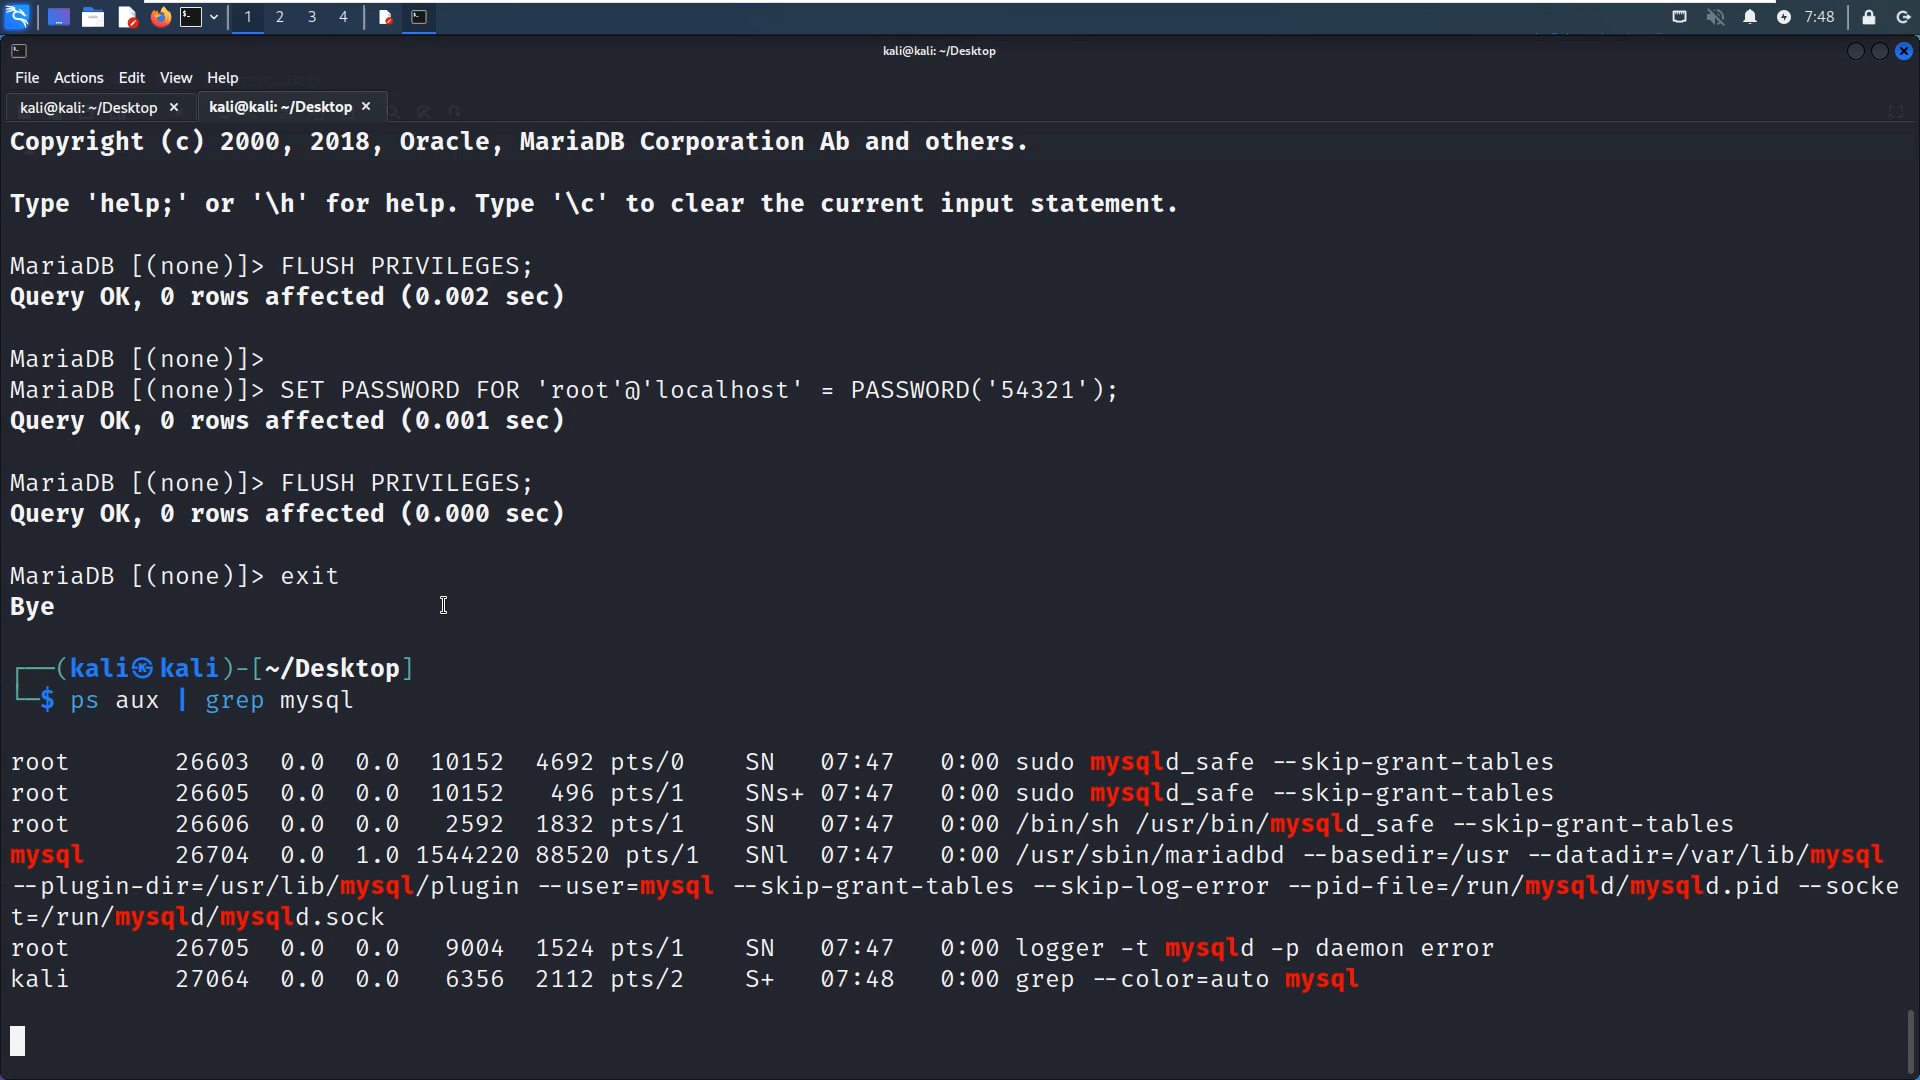 1 2 3 4 7:48
kali@kali: ~/Desktop
File Actions Edit View Help
kali@kali: ~/Desktop kali@kali: ~/Desktop
Copyright (c) 2000, 2018, Oracle, MariaDB Corporation Ab and others.
Type 'help;' or '\h' for help. Type '\c' to clear the current input statement.
MariaDB [(none)]> FLUSH PRIVILEGES;
Query OK, 0 rows affected (0.002 sec)
MariaDB [(none)]>
MariaDB [(none)]> SET PASSWORD FOR 'root'@'localhost' = PASSWORD('54321');
Query OK, 0 rows affected (0.001 sec)
MariaDB [(none)]> FLUSH PRIVILEGES;
Query OK, 0 rows affected (0.000 sec)
MariaDB [(none)]> exit
Bye
┌──(kali㉿kali)-[~/Desktop]
└─$ ps aux | grep mysql
root 26603 0.0 0.0 10152 4692 pts/0 SN 07:47 0:00 sudo mysqld_safe --skip-grant-tables
root 26605 0.0 0.0 10152 496 pts/1 SNs+ 07:47 0:00 sudo mysqld_safe --skip-grant-tables
root 26606 0.0 0.0 2592 1832 pts/1 SN 07:47 0:00 /bin/sh /usr/bin/mysqld_safe --skip-grant-tables
mysql 26704 0.0 1.0 1544220 88520 pts/1 SNl 07:47 0:00 /usr/sbin/mariadbd --basedir=/usr --datadir=/var/lib/mysql
--plugin-dir=/usr/lib/mysql/plugin --user=mysql --skip-grant-tables --skip-log-error --pid-file=/run/mysqld/mysqld.pid --socke
t=/run/mysqld/mysqld.sock
root 26705 0.0 0.0 9004 1524 pts/1 SN 07:47 0:00 logger -t mysqld -p daemon error
kali 27064 0.0 0.0 6356 2112 pts/2 S+ 07:48 0:00 grep --color=auto mysql